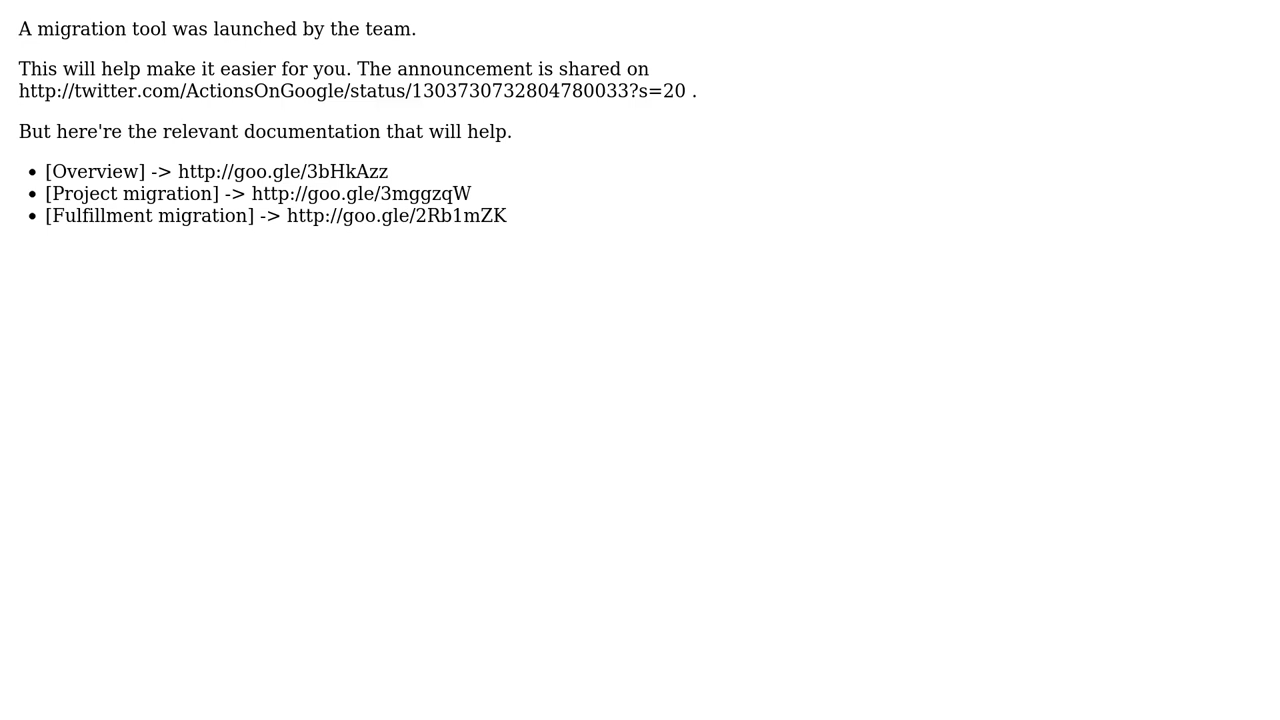 A migration tool was launched by the team.
This will help make it easier for you. The announcement is shared on
http://twitter.com/ActionsOnGoogle/status/1303730732804780033?s=20 .
But here're the relevant documentation that will help.
• [Overview] -> http://goo.gle/3bHkAzz
• [Project migration] -> http://goo.gle/3mggzqW
• [Fulfillment migration] -> http://goo.gle/2Rb1mZK